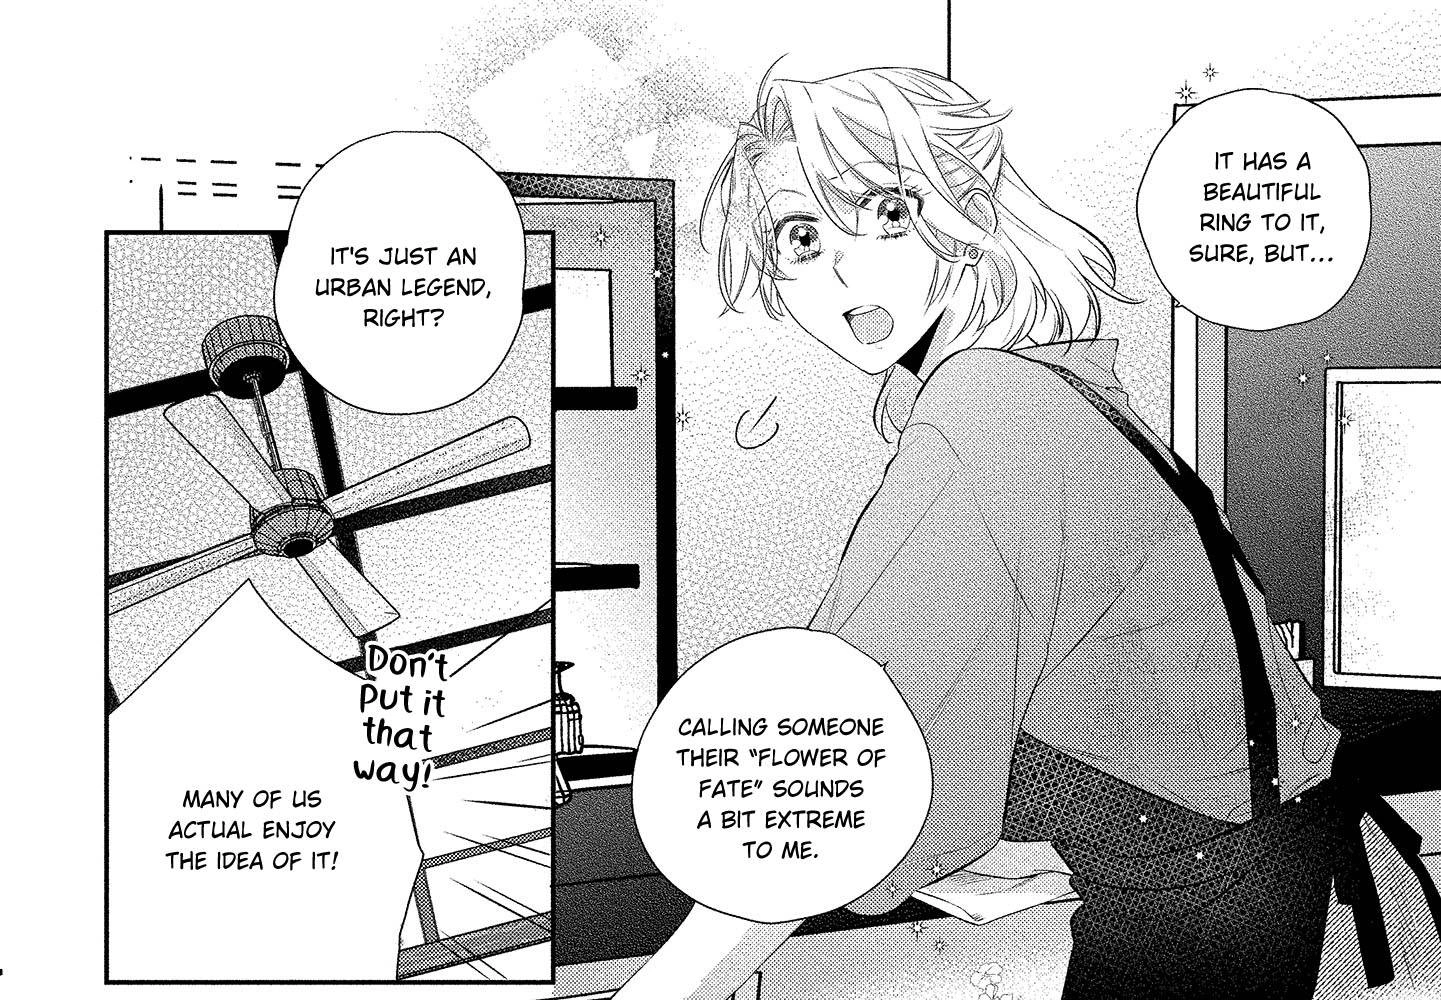 IT HAS A
BEAUTIFUL
RING TO IT,
SURE, BUT...
CALLING SOMEONE
THEIR "FLOWER OF
FATE" SOUNDS
A BIT EXTREME
TO ME.
IT'S JUST AN
URBAN LEGEND,
RIGHT?
Don't
Put it
that
way!
MANY OF US
ACTUAL ENJOY
THE IDEA OF IT!